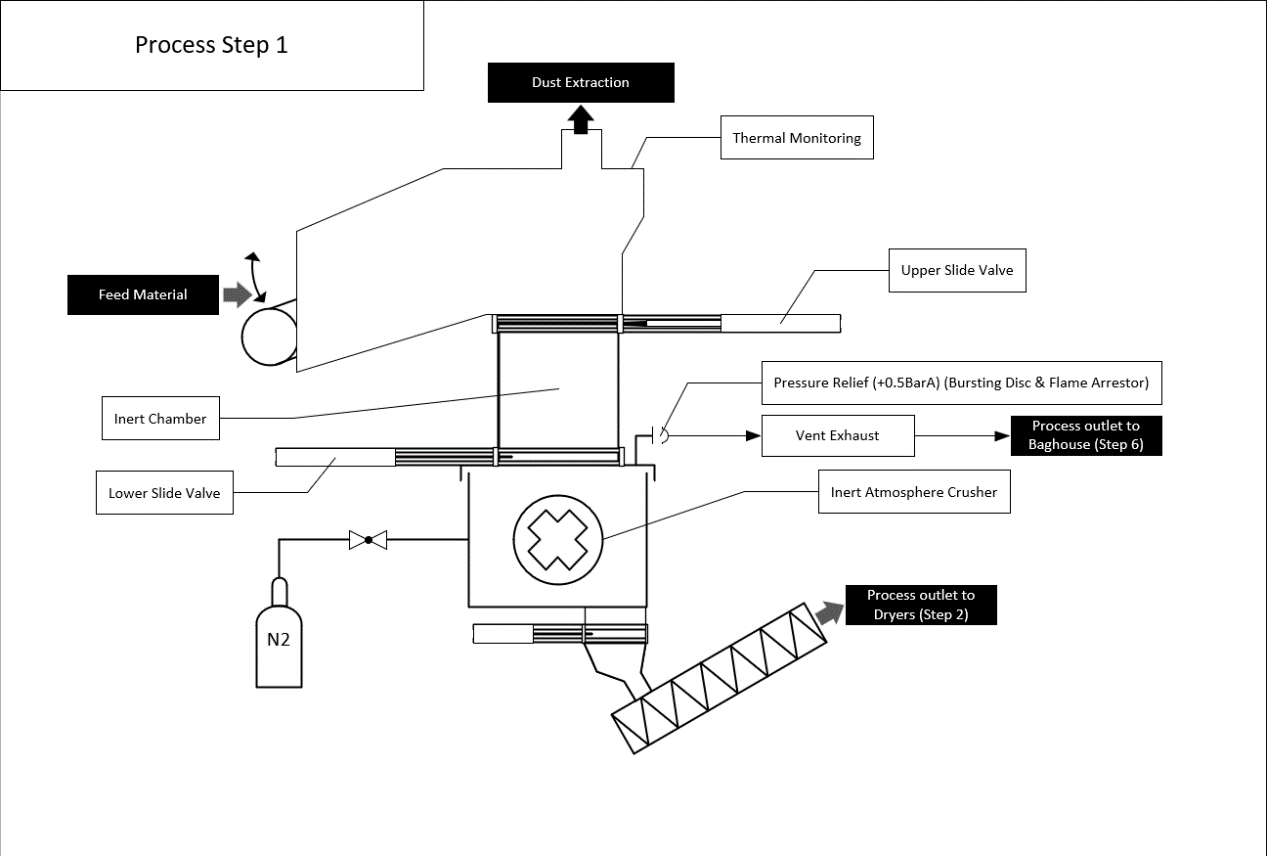 Process Step 1
Dust Extraction
Thermal Monitoring
Upper Slide Valve
Feed Material
Pressure Relief (+0.5BarA) (Bursting Disc & Flame Arrestor)
Inert Chamber
Vent Exhaust
Process outlet to
Baghouse (Step 6)
Lower Slide Valve
Inert Atmosphere Crusher
Process outlet to
Dryers (Step 2)
N2